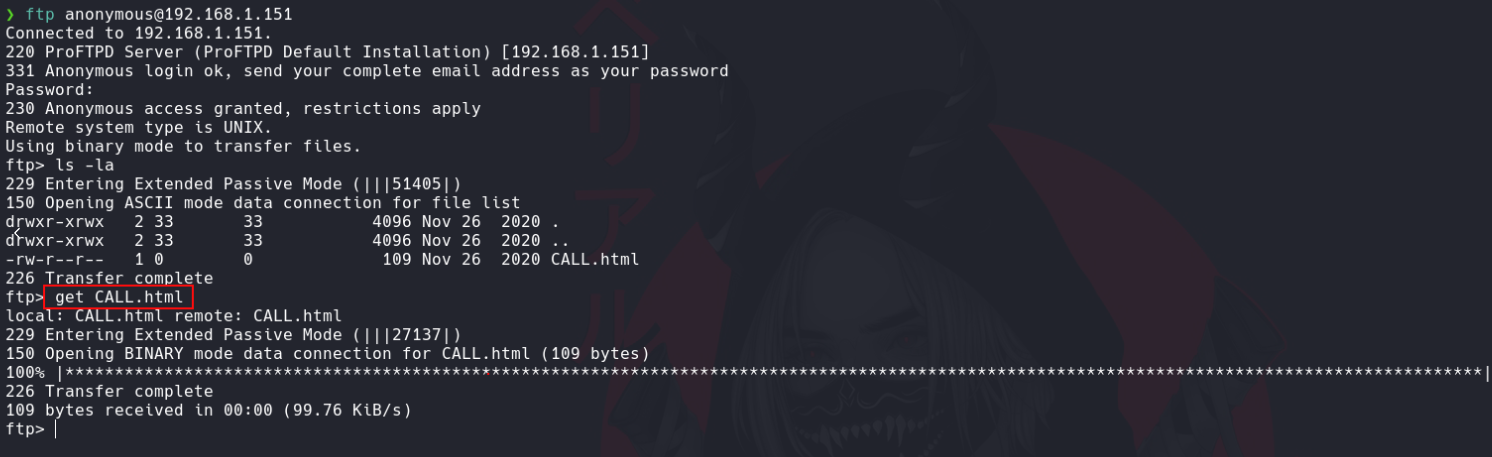 ❯ ftp anonymous@192.168.1.151
Connected to 192.168.1.151.
220 ProFTPD Server (ProFTPD Default Installation) [192.168.1.151]
331 Anonymous login ok, send your complete email address as your password
Password:
230 Anonymous access granted, restrictions apply
Remote system type is UNIX.
Using binary mode to transfer files.
ftp> ls -la
229 Entering Extended Passive Mode (|||51405|)
150 Opening ASCII mode data connection for file list
drwxr-xrwx   2 33       33           4096 Nov 26  2020 .
drwxr-xrwx   2 33       33           4096 Nov 26  2020 ..
-rw-r--r--   1 0        0             109 Nov 26  2020 CALL.html
226 Transfer complete
ftp> get CALL.html
local: CALL.html remote: CALL.html
229 Entering Extended Passive Mode (|||27137|)
150 Opening BINARY mode data connection for CALL.html (109 bytes)
100% |***********************************************************************************************************************************************|
226 Transfer complete
109 bytes received in 00:00 (99.76 KiB/s)
ftp>